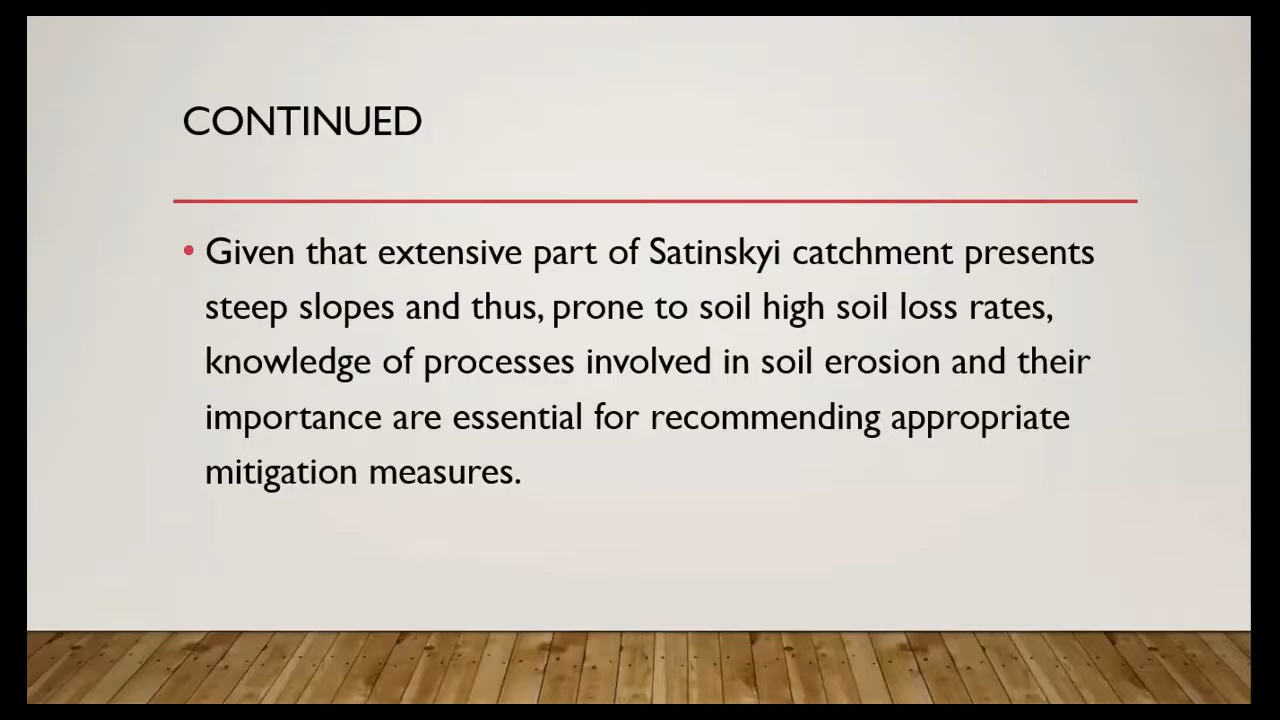 CONTINUED
• Given that extensive part of Satinskyi catchment presents
steep slopes and thus, prone to soil high soil loss rates,
knowledge of processes involved in soil erosion and their
importance are essential for recommending appropriate
mitigation measures.